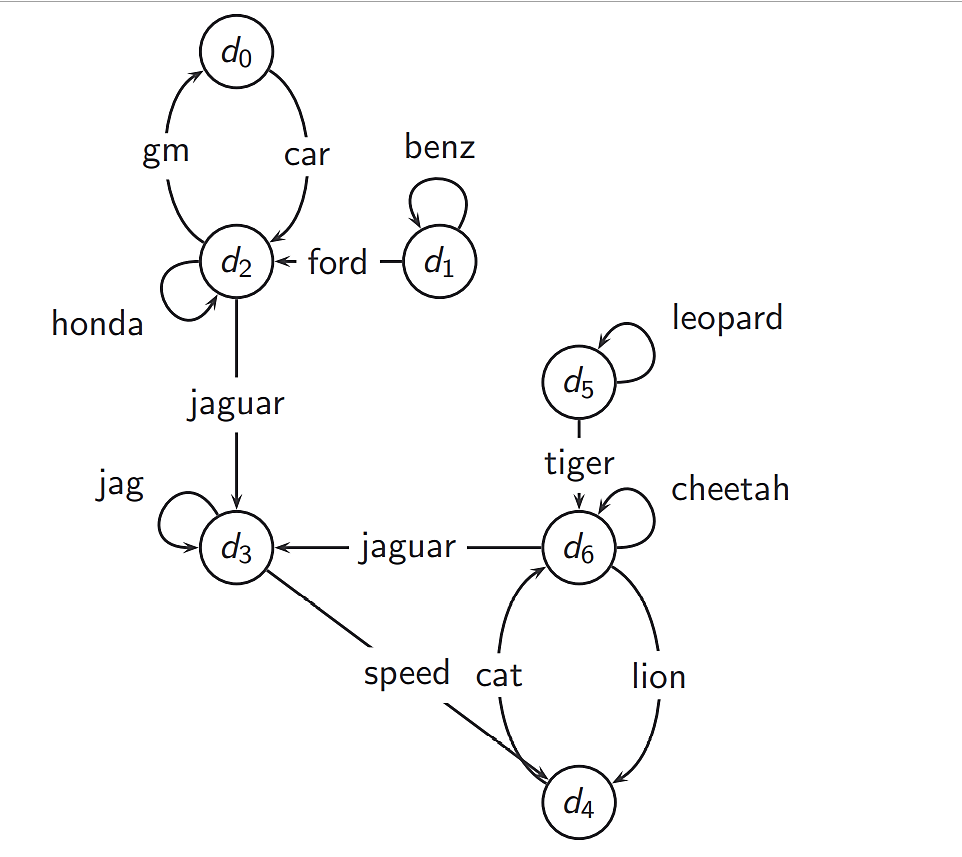 d0
gm
car
benz
d2
ford
d1
honda
leopard
d5
jaguar
tiger
jag
cheetah
d3
jaguar
d6
speed
cat
lion
d4